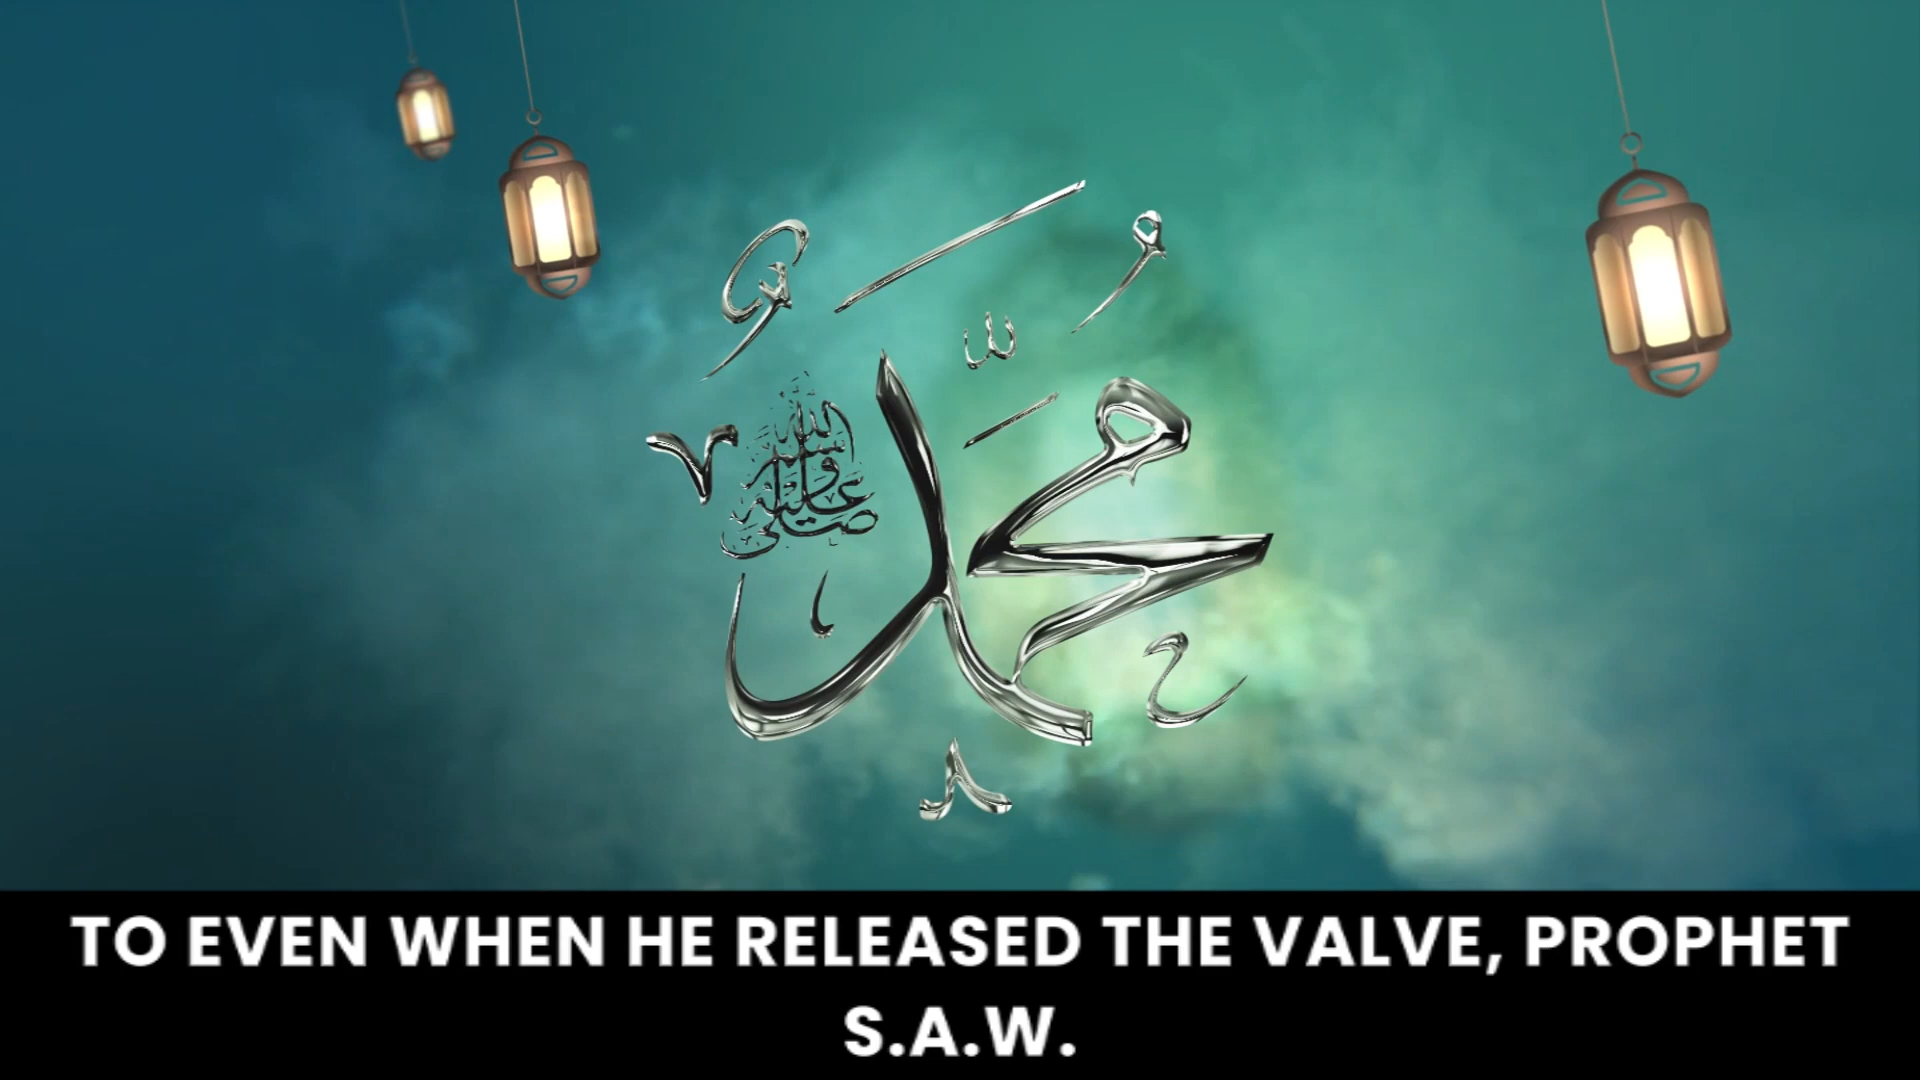 محمد
صلى الله عليه وسلم
TO EVEN WHEN HE RELEASED THE VALVE, PROPHET
S.A.W.